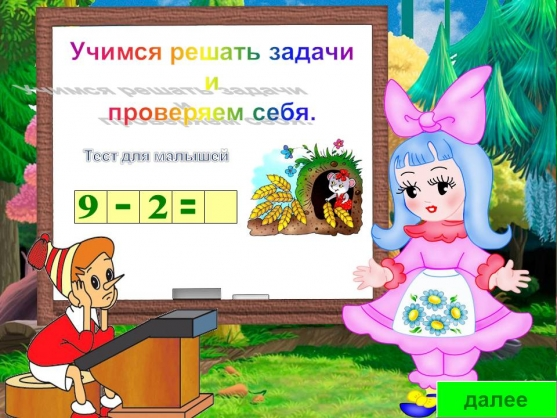 Учимся решать задачи
и
проверяем себя.
Тест для малышей
9 - 2 =
далее